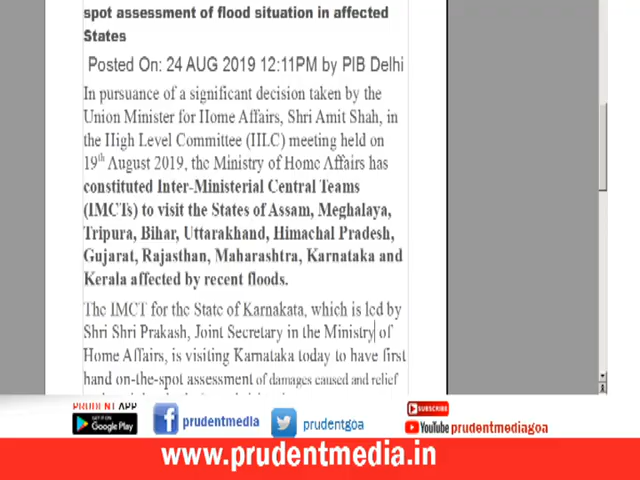 spot assessment of flood situation in affected
States
Posted On: 24 AUG 2019 12:11PM by PIB Delhi
In pursuance of a significant decision taken by the
Union Minister for Home Affairs, Shri Amit Shah, in
the High Level Committee (HLC) meeting held on
19th August 2019, the Ministry of Home Affairs has
constituted Inter-Ministerial Central Teams
(IMCTs) to visit the States of Assam, Meghalaya,
Tripura, Bihar, Uttarakhand, Himachal Pradesh,
Gujarat, Rajasthan, Maharashtra, Karnataka and
Kerala affected by recent floods.
The IMCT for the State of Karnakata, which is led by
Shri Shri Prakash, Joint Secretary in the Ministry of
Home Affairs, is visiting Karnataka today to have first
hand on-the-spot assessment of damages caused and relief
PRUDENT APP
GET IT ON
Google Play
prudentmedia
prudentgoa
SUBSCRIBE
YouTube prudentmediagoa
www.prudentmedia.in